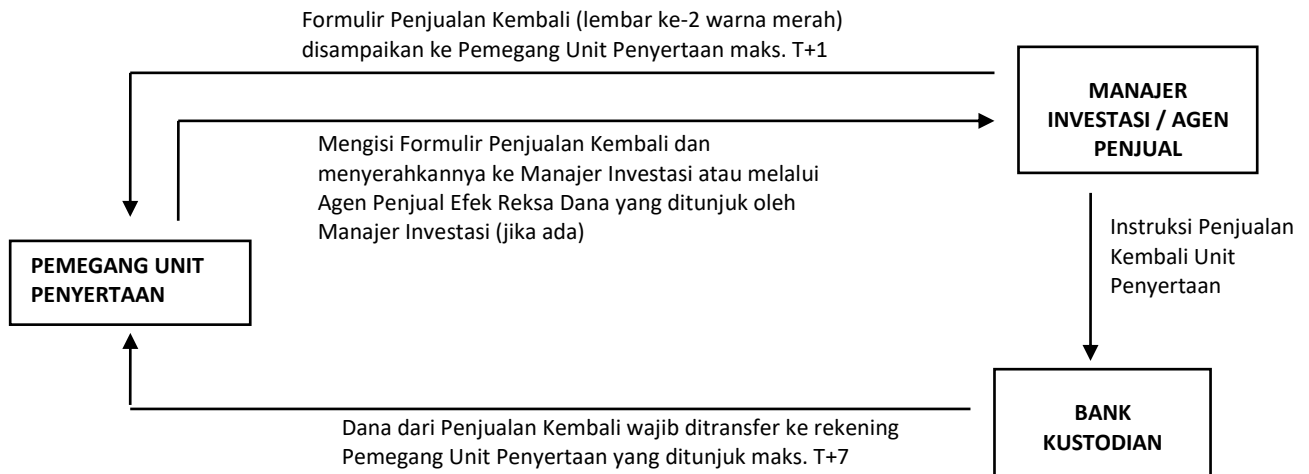 Formulir Penjualan Kembali (lembar ke-2 warna merah)
disampaikan ke Pemegang Unit Penyertaan maks. T+1
MANAJER
INVESTASI / AGEN
PENJUAL
Mengisi Formulir Penjualan Kembali dan
menyerahkannya ke Manajer Investasi atau melalui
Agen Penjual Efek Reksa Dana yang ditunjuk oleh
Manajer Investasi (jika ada)
Instruksi Penjualan
Kembali Unit
Penyertaan
PEMEGANG UNIT
PENYERTAAN
BANK
KUSTODIAN
Dana dari Penjualan Kembali wajib ditransfer ke rekening
Pemegang Unit Penyertaan yang ditunjuk maks. T+7